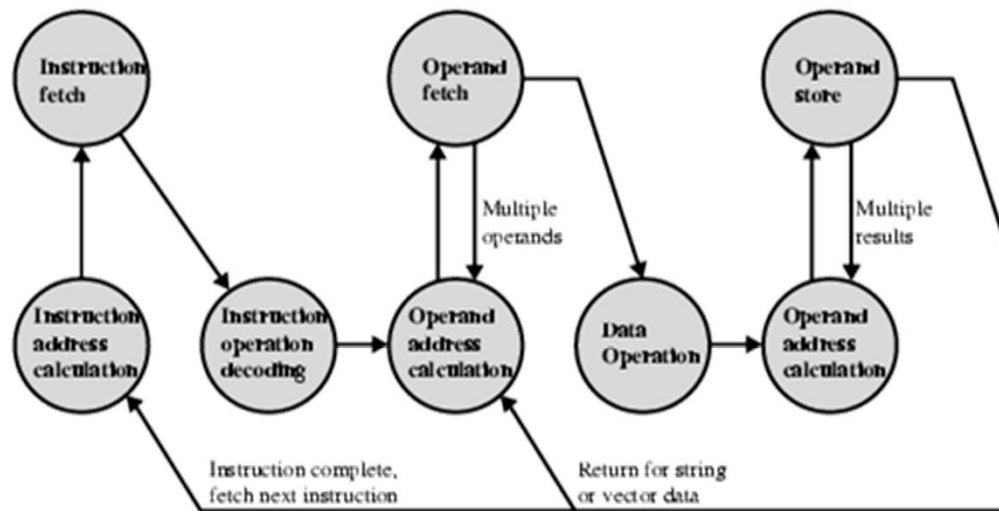 Instruction
fetch
Operand
fetch
Operand
store
Multiple
operands
Multiple
results
Instruction
address
calculation
Instruction
operation
decoding
Operand
address
calculation
Data
Operation
Operand
address
calculation
Instruction complete,
fetch next instruction
Return for string
or vector data